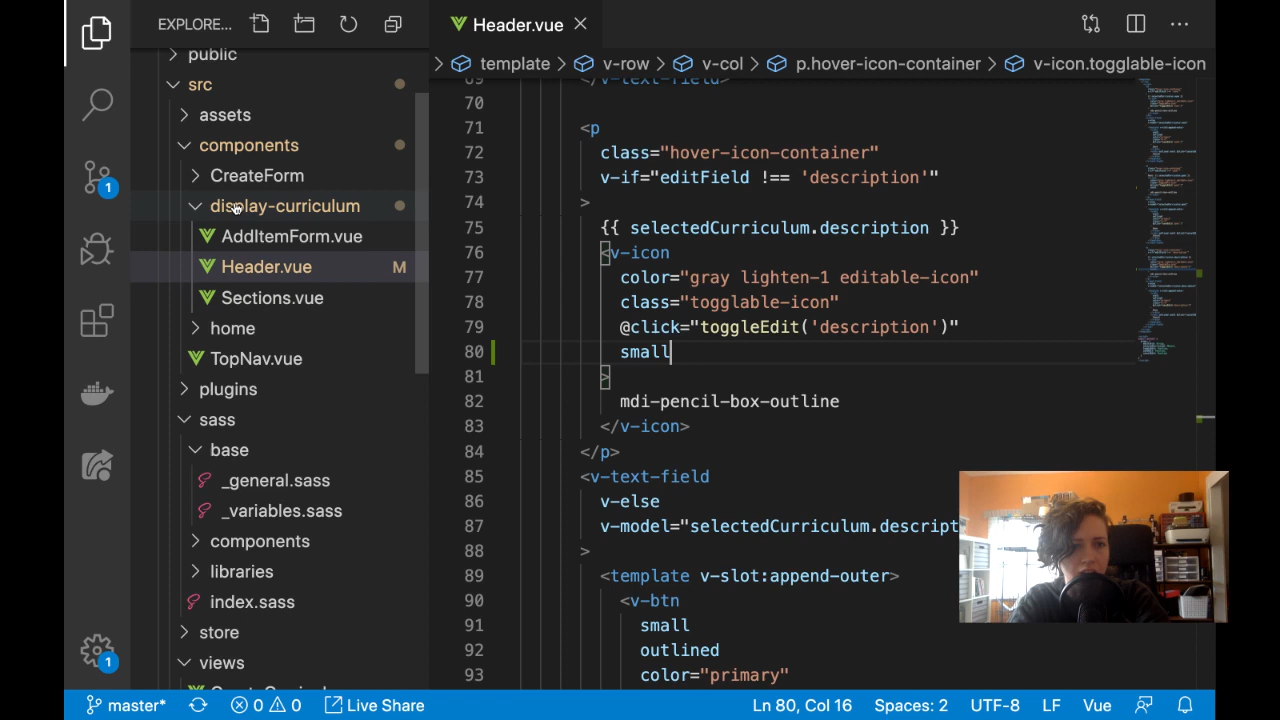 EXPLORE...
Header.vue
template
v-row
v-col
p.hover-icon-container
v-icon.togglable-icon
public
src
assets
components
CreateForm
display-curriculum
AddItemForm.vue
Header.vue M
Sections.vue
home
TopNav.vue
plugins
sass
base
_general.sass
_variables.sass
components
libraries
index.sass
store
views
69 </v-text-field>
70
71 <p
72 class="hover-icon-container"
73 v-if="editField !== 'description'"
74 >
75 {{ selectedCurriculum.description }}
76 <v-icon
77 color="gray lighten-1 editable-icon"
78 class="togglable-icon"
79 @click="toggleEdit('description')"
80 small
81 >
82 mdi-pencil-box-outline
83 </v-icon>
84 </p>
85 <v-text-field
86 v-else
87 v-model="selectedCurriculum.descript
88 >
89 <template v-slot:append-outer>
90 <v-btn
91 small
92 outlined
93 color="primary"
1
1
master*
0
0
Live Share
Ln 80, Col 16
Spaces: 2
UTF-8
LF
Vue